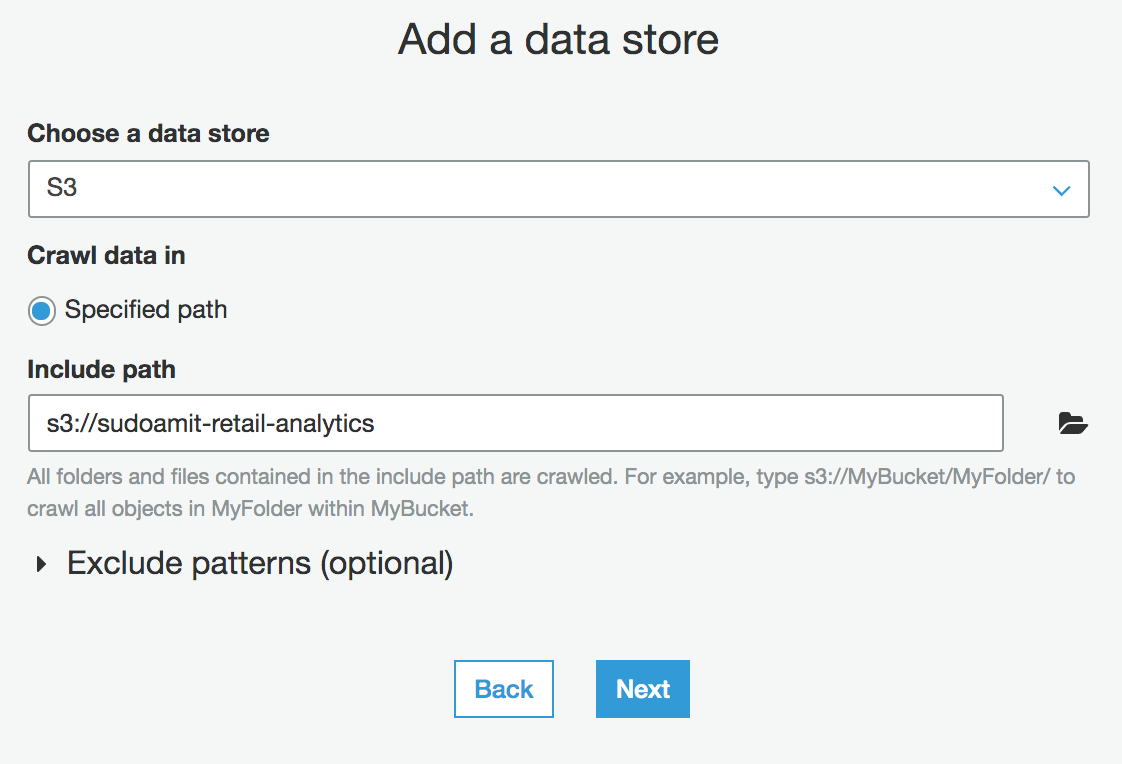 Add a data store
Choose a data store
S3
Crawl data in
Specified path
Include path
s3://sudoamit-retail-analytics
All folders and files contained in the include path are crawled. For example, type s3://MyBucket/MyFolder/ to
crawl all objects in MyFolder within MyBucket.
Exclude patterns (optional)
Back Next